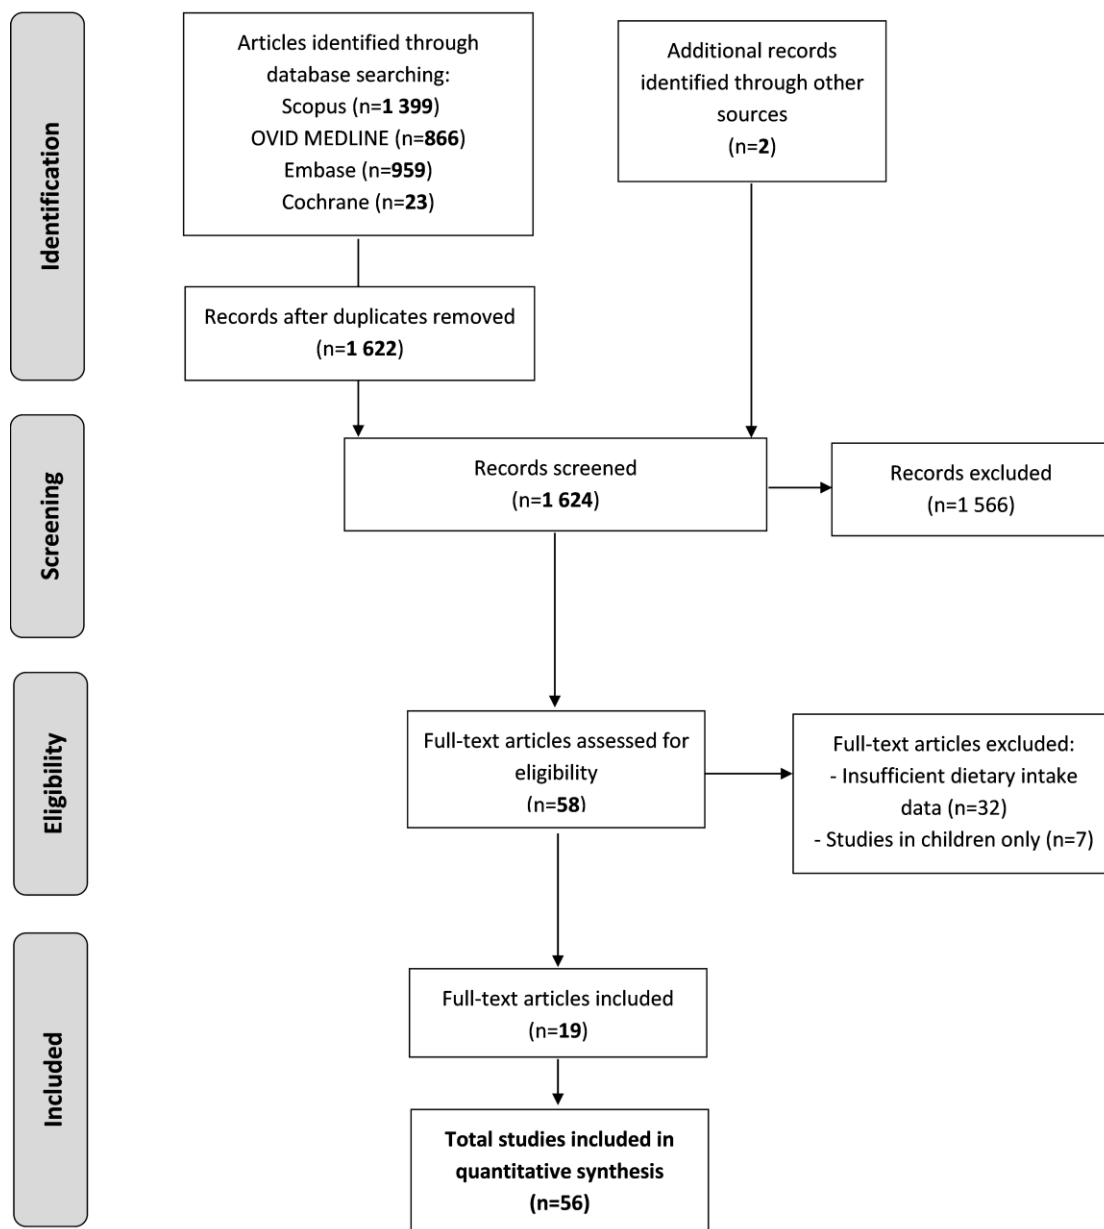 Identification
Articles identified through
database searching:
Scopus (n=1 399)
OVID MEDLINE (n=866)
Embase (n=959)
Cochrane (n=23)
Additional records
identified through other
sources
(n=2)
Records after duplicates removed
(n=1 622)
Screening
Records screened
(n=1 624)
Records excluded
(n=1 566)
Eligibility
Full-text articles assessed for
eligibility
(n=58)
Full-text articles excluded:
- Insufficient dietary intake
data (n=32)
- Studies in children only (n=7)
Included
Full-text articles included
(n=19)
Total studies included in
quantitative synthesis
(n=56)